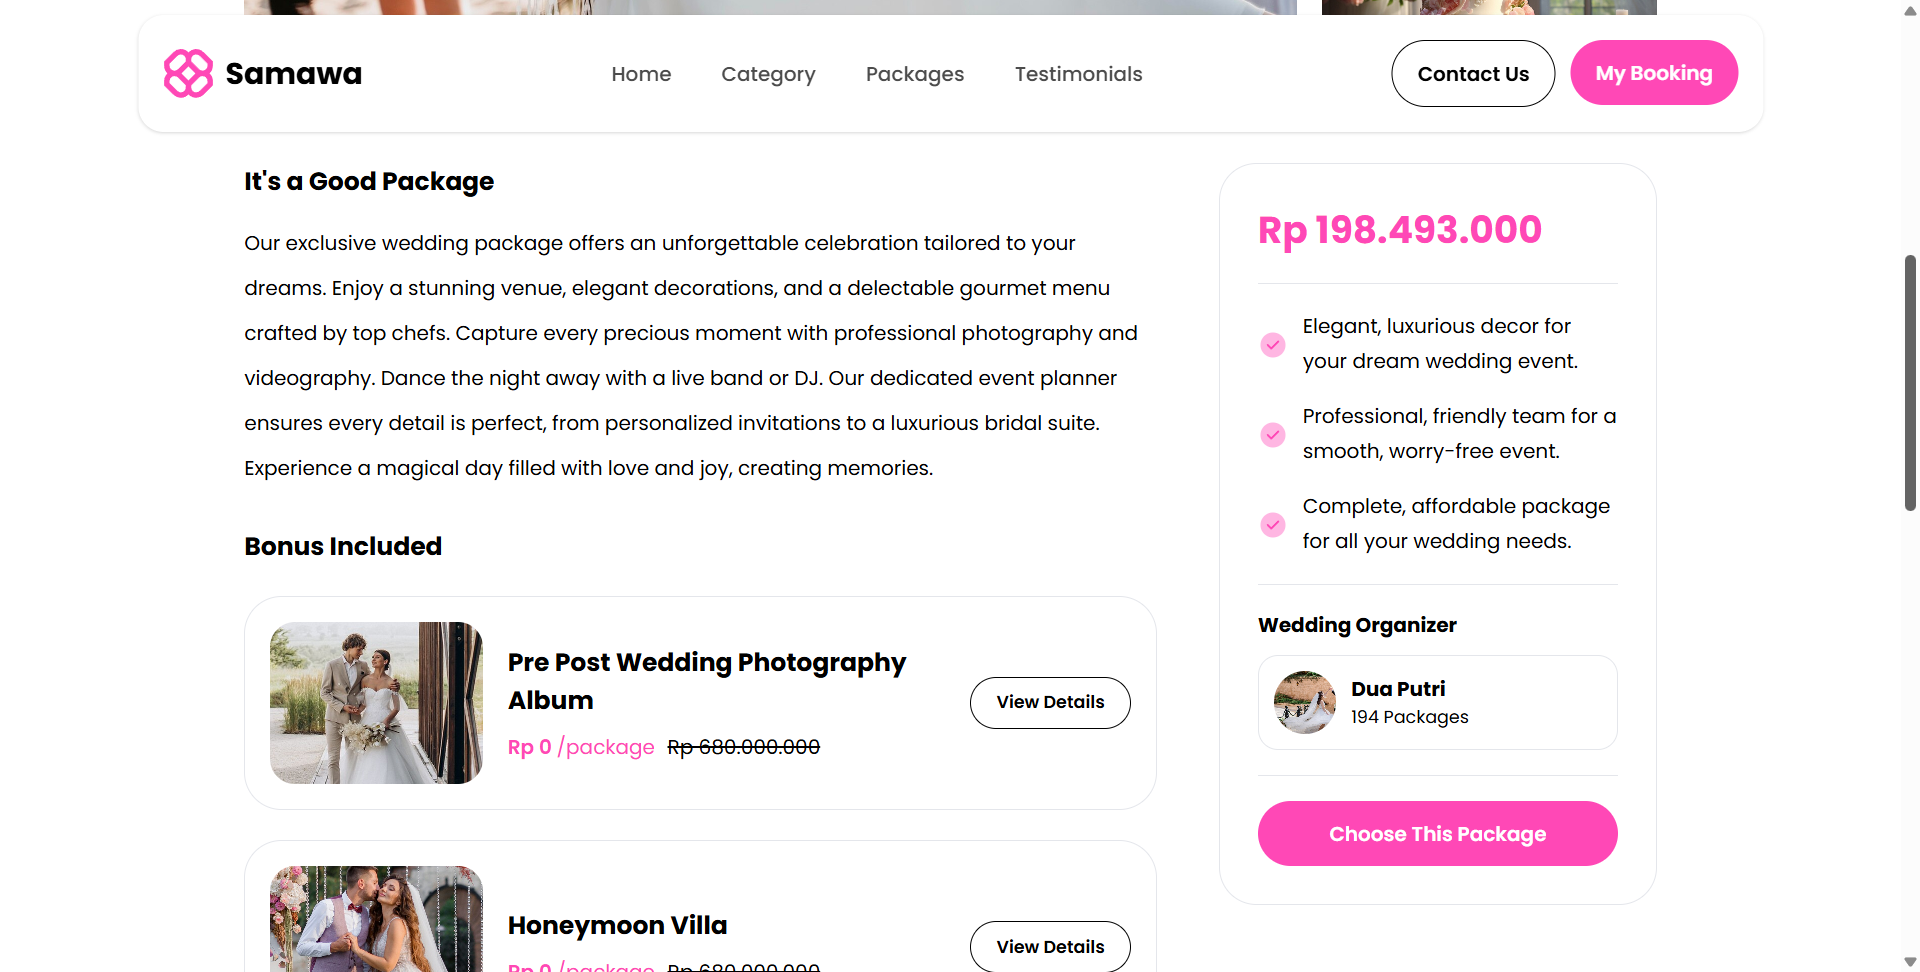 Samawa
Home
Category
Packages
Testimonials
Contact Us
My Booking
It's a Good Package
Our exclusive wedding package offers an unforgettable celebration tailored to your
dreams. Enjoy a stunning venue, elegant decorations, and a delectable gourmet menu
crafted by top chefs. Capture every precious moment with professional photography and
videography. Dance the night away with a live band or DJ. Our dedicated event planner
ensures every detail is perfect, from personalized invitations to a luxurious bridal suite.
Experience a magical day filled with love and joy, creating memories.
Bonus Included
Pre Post Wedding Photography
Album
Rp 0 /package Rp 680.000.000
View Details
Honeymoon Villa
Rp 0 /package Rp 680.000.000
View Details
Rp 198.493.000
Elegant, luxurious decor for
your dream wedding event.
Professional, friendly team for a
smooth, worry-free event.
Complete, affordable package
for all your wedding needs.
Wedding Organizer
Dua Putri
194 Packages
Choose This Package